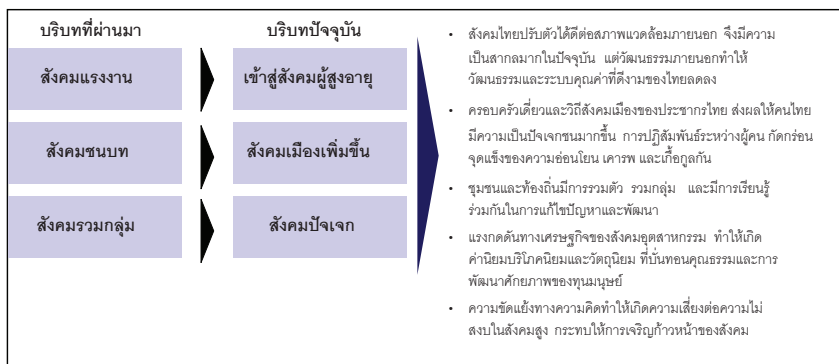 บริบทที่ผ่านมา
บริบทปัจจุบัน
สังคมแรงงาน
เข้าสู่สังคมผู้สูงอายุ
สังคมชนบท
สังคมเมืองเพิ่มขึ้น
สังคมรวมกลุ่ม
สังคมปัจเจก
• สังคมไทยปรับตัวได้ดีต่อสภาพแวดล้อมภายนอก จึงมีความ
เป็นสากลมากในปัจจุบัน แต่วัฒนธรรมภายนอกทำให้
วัฒนธรรมและระบบคุณค่าที่ดีงามของไทยลดลง
• ครอบครัวเดี่ยวและวิถีสังคมเมืองของประชากรไทย ส่งผลให้คนไทย
มีความเป็นปัจเจกชนมากขึ้น การปฏิสัมพันธ์ระหว่างผู้คน กัดกร่อน
จุดแข็งของความอ่อนโยน เคารพ และเกื้อกูลกัน
• ชุมชนและท้องถิ่นมีการรวมตัว รวมกลุ่ม และมีการเรียนรู้
ร่วมกันในการแก้ไขปัญหาและพัฒนา
• แรงกดดันทางเศรษฐกิจของสังคมอุตสาหกรรม ทำให้เกิด
ค่านิยมบริโภคนิยมและวัตถุนิยม ที่บั่นทอนคุณธรรมและการ
พัฒนาศักยภาพของทุนมนุษย์
• ความขัดแย้งทางความคิดทำให้เกิดความเสี่ยงต่อความไม่
สงบในสังคมสูง กระทบให้การเจริญก้าวหน้าของสังคม